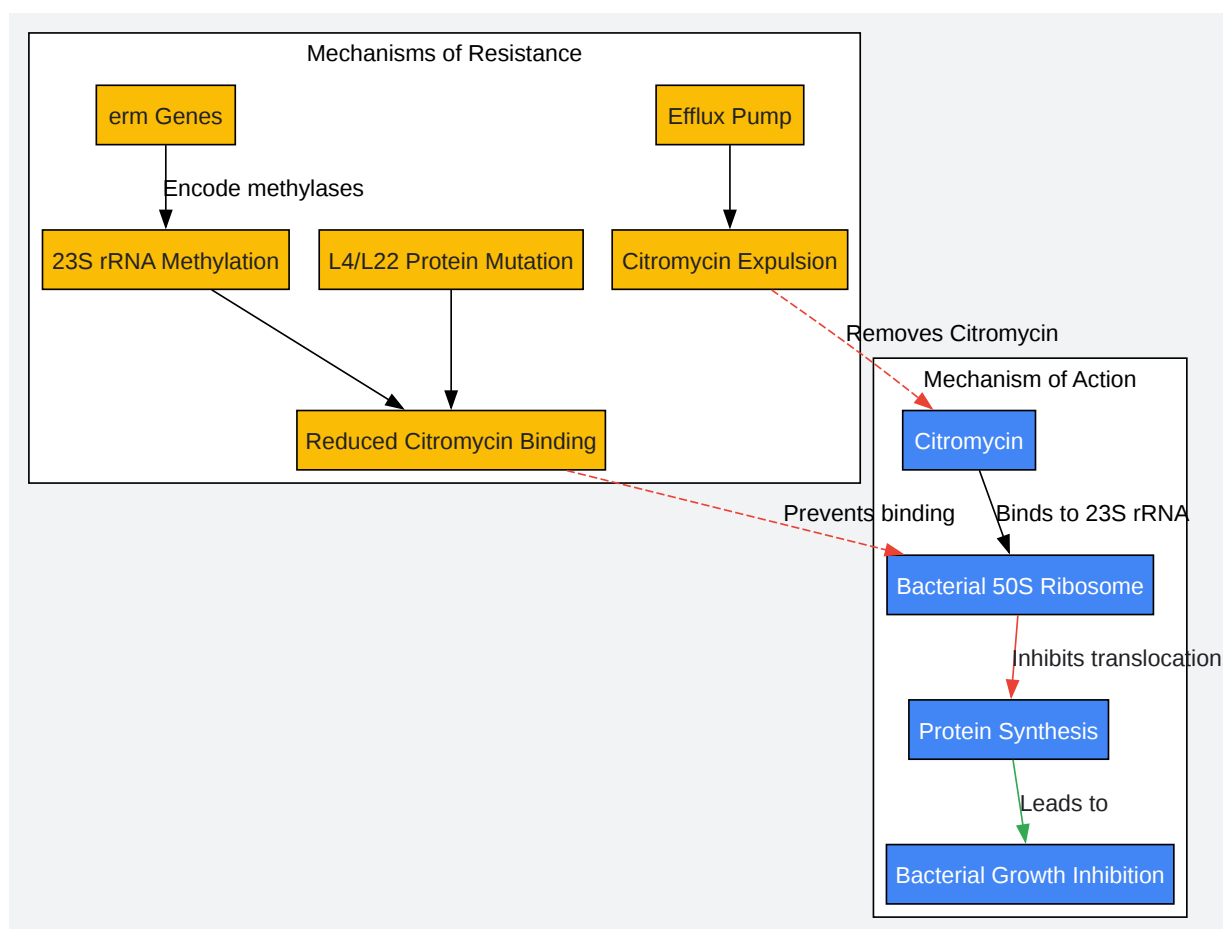 Mechanisms of Resistance
erm Genes
Efflux Pump
Encode methylases
23S rRNA Methylation
L4/L22 Protein Mutation
Citromycin Expulsion
Removes Citromycin
Mechanism of Action
Reduced Citromycin Binding
Citromycin
Prevents binding
Binds to 23S rRNA
Bacterial 50S Ribosome
Inhibits translocation
Protein Synthesis
Leads to
Bacterial Growth Inhibition